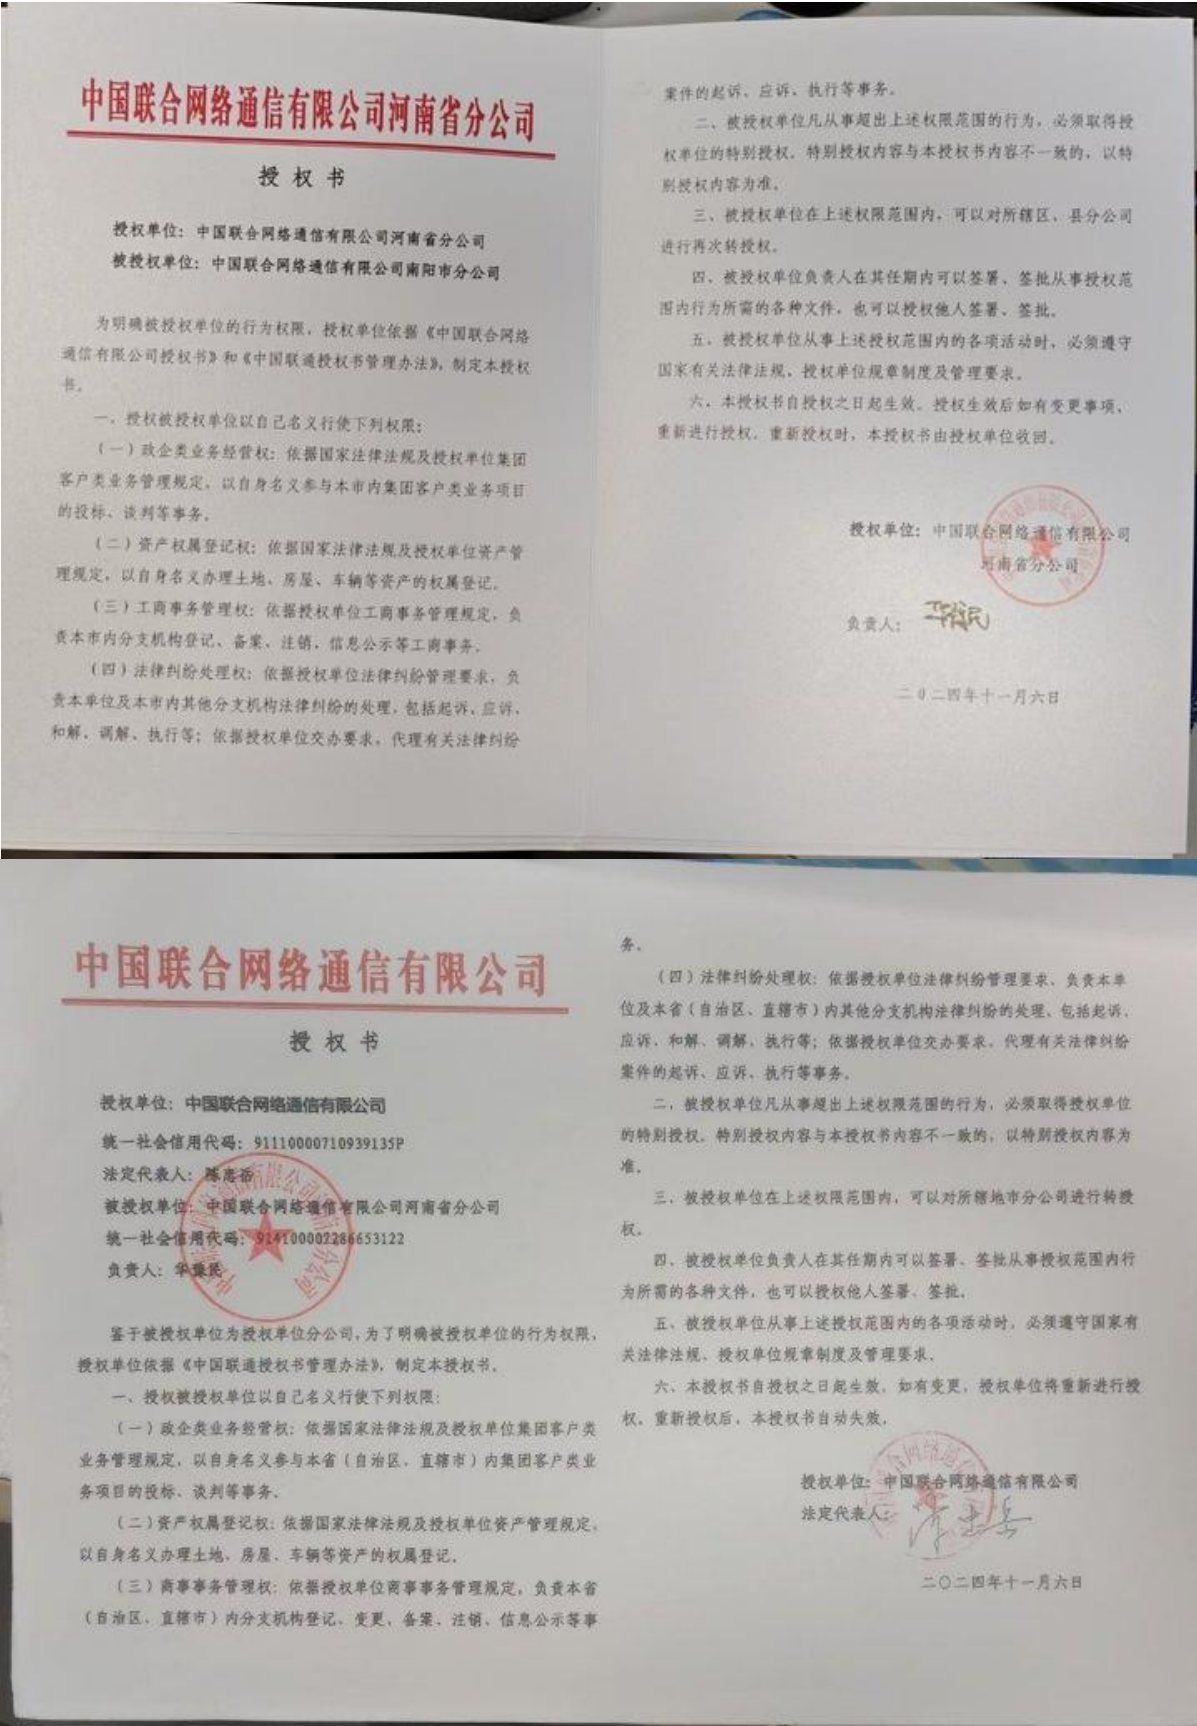 中国联合网络通信有限公司河南省分公司
授 权 书
授权单位：中国联合网络通信有限公司河南省分公司
被授权单位：中国联合网络通信有限公司南阳市分公司
为明确被授权单位的行为权限，授权单位依据《中国联合网络
通信有限公司授权书》和《中国联通授权书管理办法》，制定本授权
书。
一、授权被授权单位以自己名义行使下列权限：
（一）政企类业务经营权：依据国家法律法规及授权单位集团
客户类业务管理规定，以自身名义参与本市内集团客户类业务项目
的投标、谈判等事务。
（二）资产权属登记权：依据国家法律法规及授权单位资产管
理规定，以自身名义办理土地、房屋、车辆等资产的权属登记。
（三）工商事务管理权：依据授权单位工商事务管理规定，负
责本市内分支机构登记、备案、注销、信息公示等工商事务。
（四）法律纠纷处理权：依据授权单位法律纠纷管理要求，负
责本单位及本市内其他分支机构法律纠纷的处理，包括起诉、应诉、
和解、调解、执行等；依据授权单位交办要求，代理有关法律纠纷
案件的起诉、应诉、执行等事务。
二、被授权单位凡从事超出上述权限范围的行为，必须取得授
权单位的特别授权。特别授权内容与本授权书内容不一致的，以特
别授权内容为准。
三、被授权单位在上述权限范围内，可以对所辖区、县分公司
进行再次转授权。
四、被授权单位负责人在其任期内可以签署、签批从事授权范
围内行为所需的各种文件，也可以授权他人签署、签批。
五、被授权单位从事上述授权范围内的各项活动时，必须遵守
国家有关法律法规、授权单位规章制度及管理要求。
六、本授权书自授权之日起生效。授权生效后如有变更事项，
重新进行授权。重新授权时，本授权书由授权单位收回。
授权单位：中国联合网络通信有限公司
河南省分公司
负责人：华豫民
二〇二四年十一月六日
中国联合网络通信有限公司
授 权 书
授权单位：中国联合网络通信有限公司
统一社会信用代码：91110000710939135P
法定代表人：陈忠岳
被授权单位：中国联合网络通信有限公司河南省分公司
统一社会信用代码：914100007286653122
负责人：华豫民
鉴于被授权单位为授权单位分公司，为了明确被授权单位的行为权限，
授权单位依据《中国联通授权书管理办法》，制定本授权书。
一、授权被授权单位以自己名义行使下列权限：
（一）政企类业务经营权：依据国家法律法规及授权单位集团客户类
业务管理规定，以自身名义参与本省（自治区、直辖市）内集团客户类业
务项目的投标、谈判等事务。
（二）资产权属登记权：依据国家法律法规及授权单位资产管理规定，
以自身名义办理土地、房屋、车辆等资产的权属登记。
（三）商事事务管理权：依据授权单位商事事务管理规定，负责本省
（自治区、直辖市）内分支机构登记、变更、备案、注销、信息公示等事
务。
（四）法律纠纷处理权：依据授权单位法律纠纷管理要求，负责本单
位及本省（自治区、直辖市）内其他分支机构法律纠纷的处理，包括起诉、
应诉、和解、调解、执行等；依据授权单位交办要求，代理有关法律纠纷
案件的起诉、应诉、执行等事务。
二、被授权单位凡从事超出上述权限范围的行为，必须取得授权单位
的特别授权。特别授权内容与本授权书内容不一致的，以特别授权内容为
准。
三、被授权单位在上述权限范围内，可以对所辖地市分公司进行转授
权。
四、被授权单位负责人在其任期内可以签署、签批从事授权范围内行
为所需的各种文件，也可以授权他人签署、签批。
五、被授权单位从事上述授权范围内的各项活动时，必须遵守国家有
关法律法规、授权单位规章制度及管理要求。
六、本授权书自授权之日起生效。如有变更，授权单位将重新进行授
权。重新授权后，本授权书自动失效。
授权单位：中国联合网络通信有限公司
法定代表人：陈忠岳
二〇二四年十一月六日